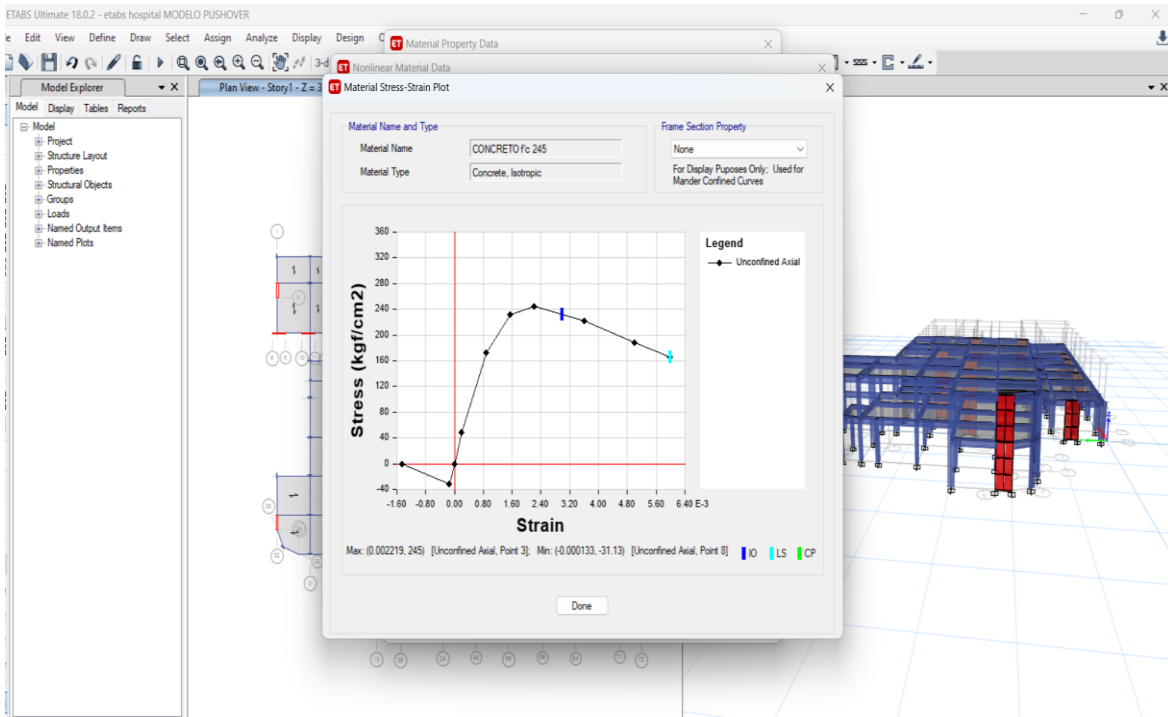 ETABS Ultimate 18.0.2 - etabs hospital MODELO PUSHOVER
Edit View Define Draw Select Assign Analyze Display Design
Material Property Data
Nonlinear Material Data
Material Stress-Strain Plot
Model Explorer
Plan View - Story1 - Z = 3
Model Display Tables Reports
Model
Project
Structure Layout
Properties
Structural Objects
Groups
Loads
Named Output Items
Named Plots
Material Name and Type
Material Name CONCRETO f'c 245
Material Type Concrete, Isotropic
Frame Section Property
None
For Display Puposes Only; Used for
Mander Confined Curves
Legend
Unconfined Axial
Stress (kgf/cm2)
360
320
280
240
200
160
120
80
40
0
-40
-1.60 -0.80 0.00 0.80 1.60 2.40 3.20 4.00 4.80 5.60 6.40 E-3
Strain
Max: (0.002219, 245) [Unconfined Axial, Point 3]; Min: (-0.000133, -31.13) [Unconfined Axial, Point 8]
IO LS CP
Done